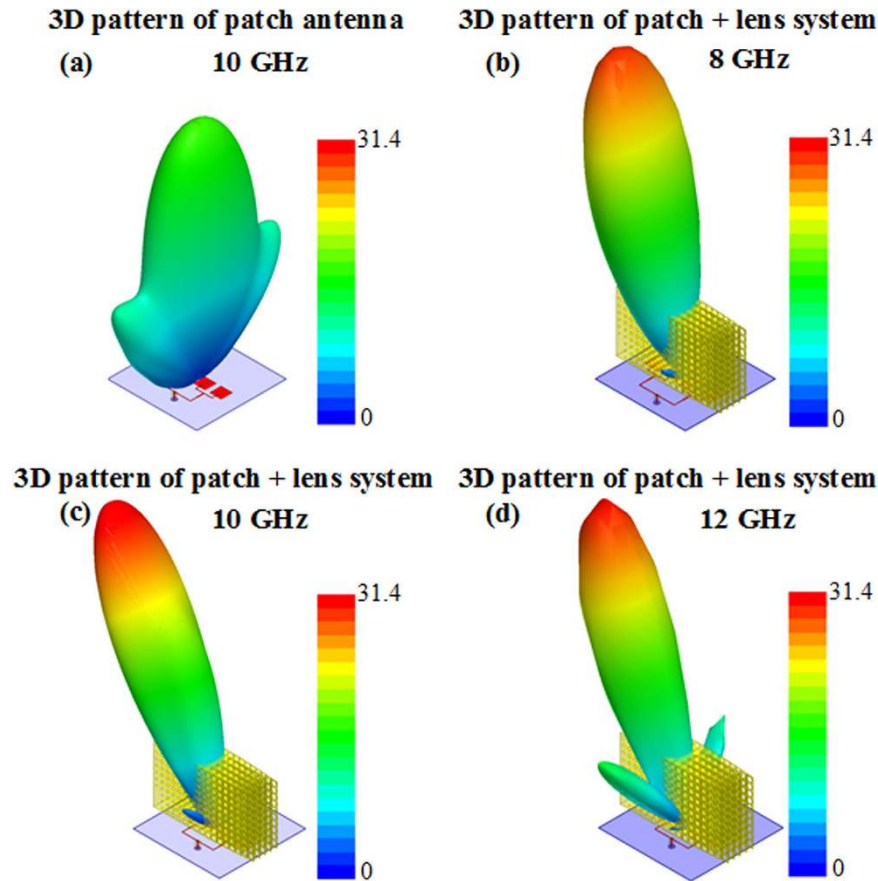 3D pattern of patch antenna
(a) 10 GHz
31.4
0
3D pattern of patch + lens system
(b) 8 GHz
31.4
0
3D pattern of patch + lens system
(c) 10 GHz
31.4
0
3D pattern of patch + lens system
(d) 12 GHz
31.4
0